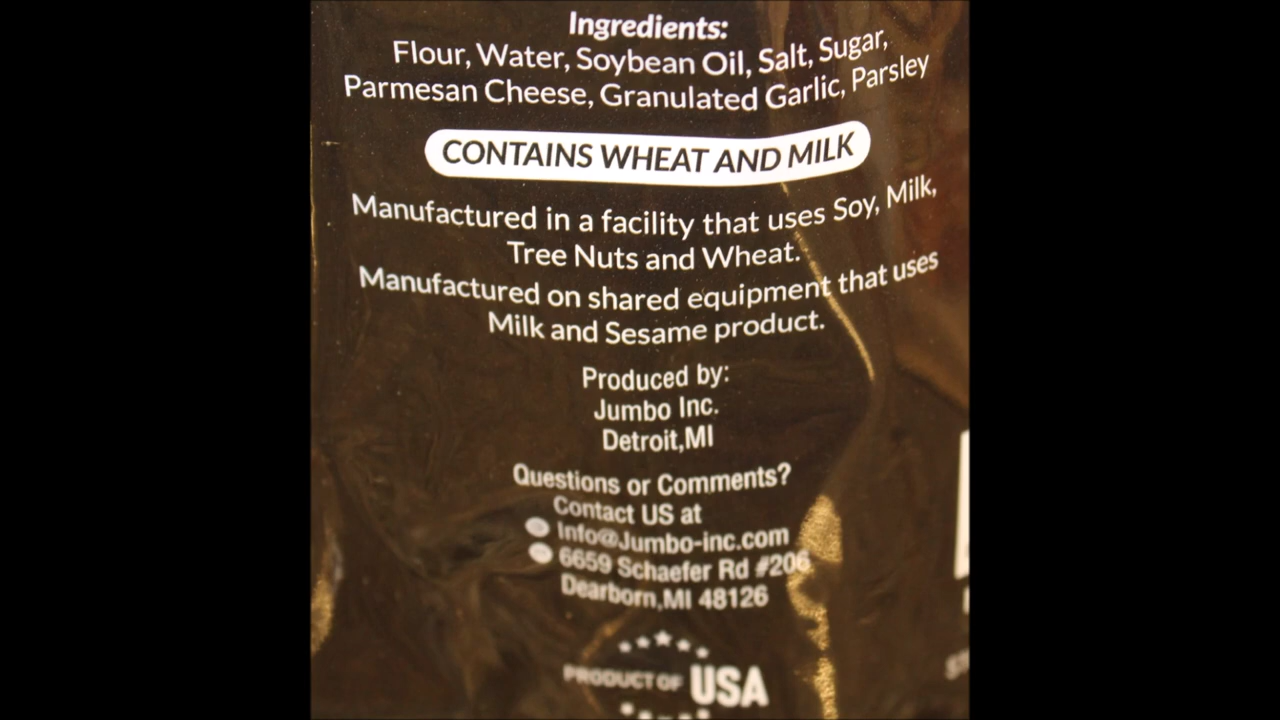 Ingredients:
Flour, Water, Soybean Oil, Salt, Sugar,
Parmesan Cheese, Granulated Garlic, Parsley
CONTAINS WHEAT AND MILK
Manufactured in a facility that uses Soy, Milk,
Tree Nuts and Wheat.
Manufactured on shared equipment that uses
Milk and Sesame product.
Produced by:
Jumbo Inc.
Detroit,MI
Questions or Comments?
Contact US at
Info@Jumbo-inc.com
6659 Schaefer Rd #206
Dearborn,MI 48126
PRODUCT OF USA